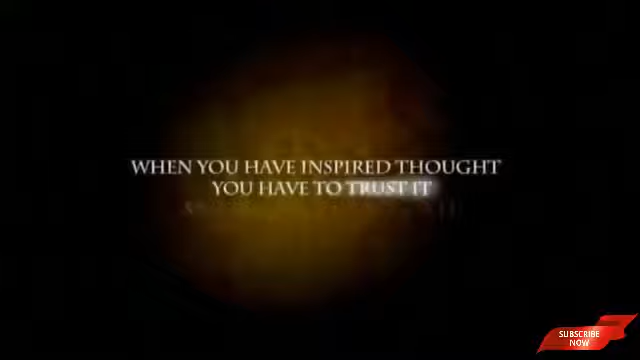 WHEN YOU HAVE INSPIRED THOUGHT
YOU HAVE TO TRUST IT
SUBSCRIBE
NOW